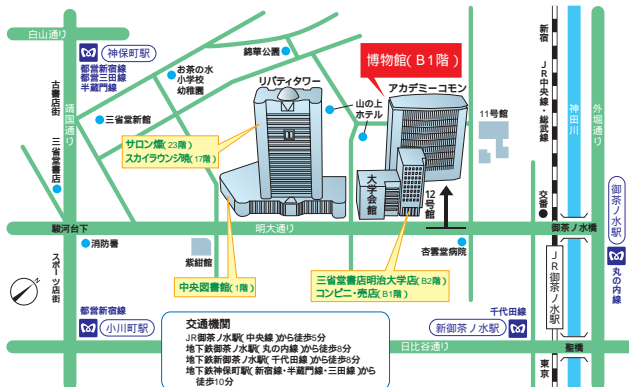 白山通り
神保町駅
都営新宿線
都営三田線
半蔵門線
古書店街
靖国通り
三省堂書店
三省堂新館
お茶の水
小学校
幼稚園
錦華公園
リバティタワー
博物館(B1階)
アカデミーコモン
山の上
ホテル
11号館
新宿
JR中央線・総武線
神田川
外堀通り
サロン燦(23階)
スカイラウンジ暁(17階)
大学会館
12号館
交番
御茶ノ水駅
丸の内線
駿河台下
明大通り
御茶ノ水橋
消防署
紫紺館
杏雲堂病院
スポーツ店街
N
中央図書館(1階)
三省堂書店明治大学店(B2階)
コンビニ・売店(B1階)
JR御茶ノ水駅
都営新宿線
小川町駅
千代田線
新御茶ノ水駅
日比谷通り
聖橋
東京
交通機関
JR御茶ノ水駅(中央線)から徒歩5分
地下鉄御茶ノ水駅(丸の内線)から徒歩8分
地下鉄新御茶ノ水駅(千代田線)から徒歩8分
地下鉄神保町駅(新宿線・半蔵門線・三田線)から
徒歩10分